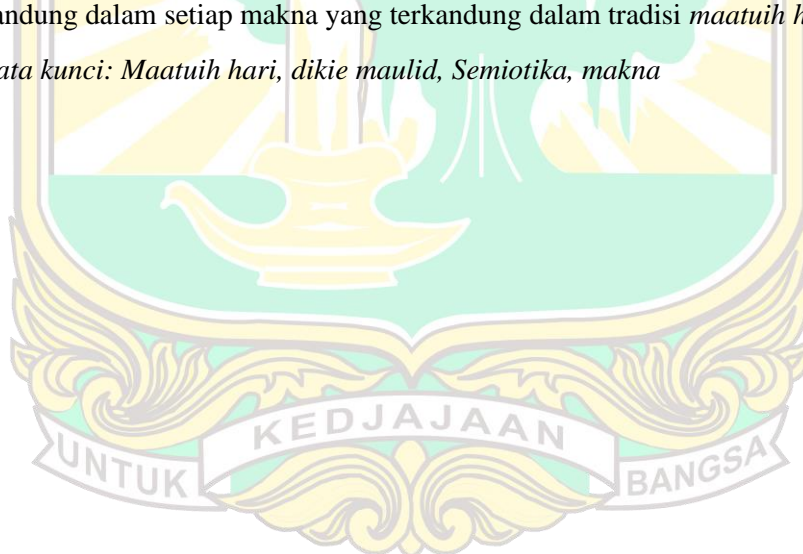 andung dalam setiap makna yang terkandung dalam tradisi maatuih h
ata kunci: Maatuih hari, dikie maulid, Semiotika, makna
UNTUK KEDJAJAAN BANGSA